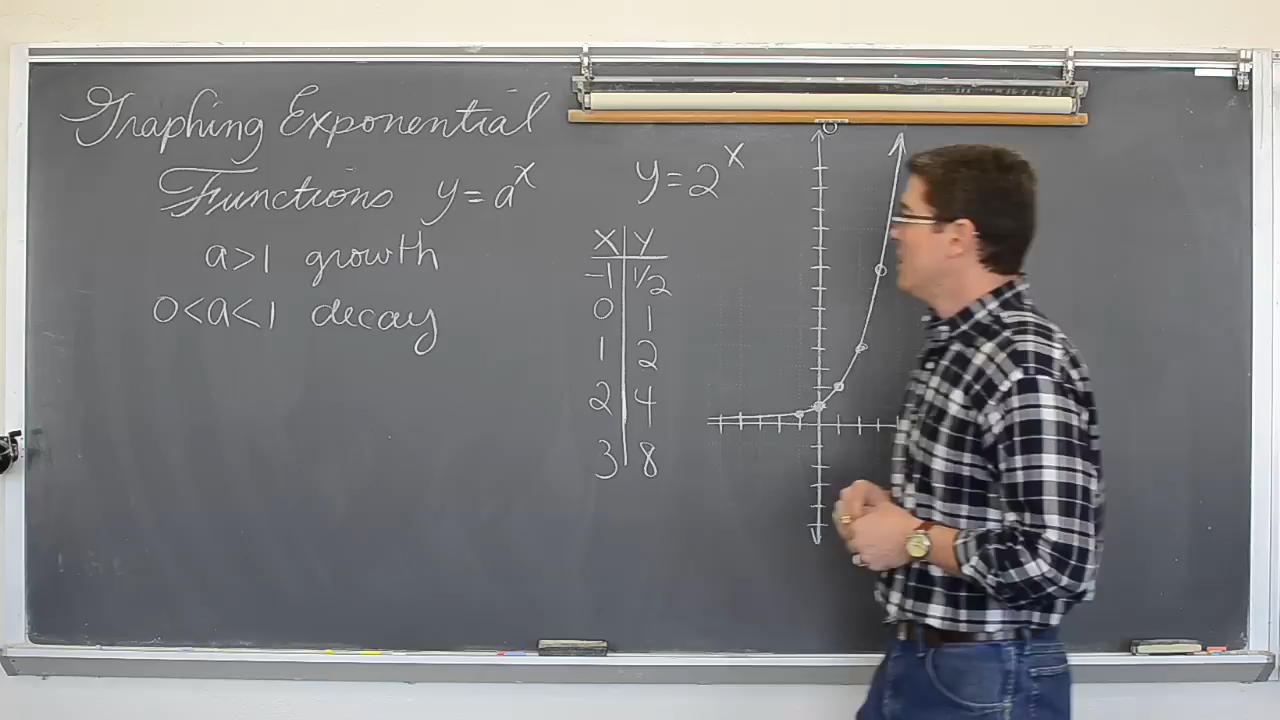 Graphing Exponential
Functions y=a^x
a>1 growth
0<a<1 decay
y=2^x
X Y
-1 1/2
0 1
1 2
2 4
3 8